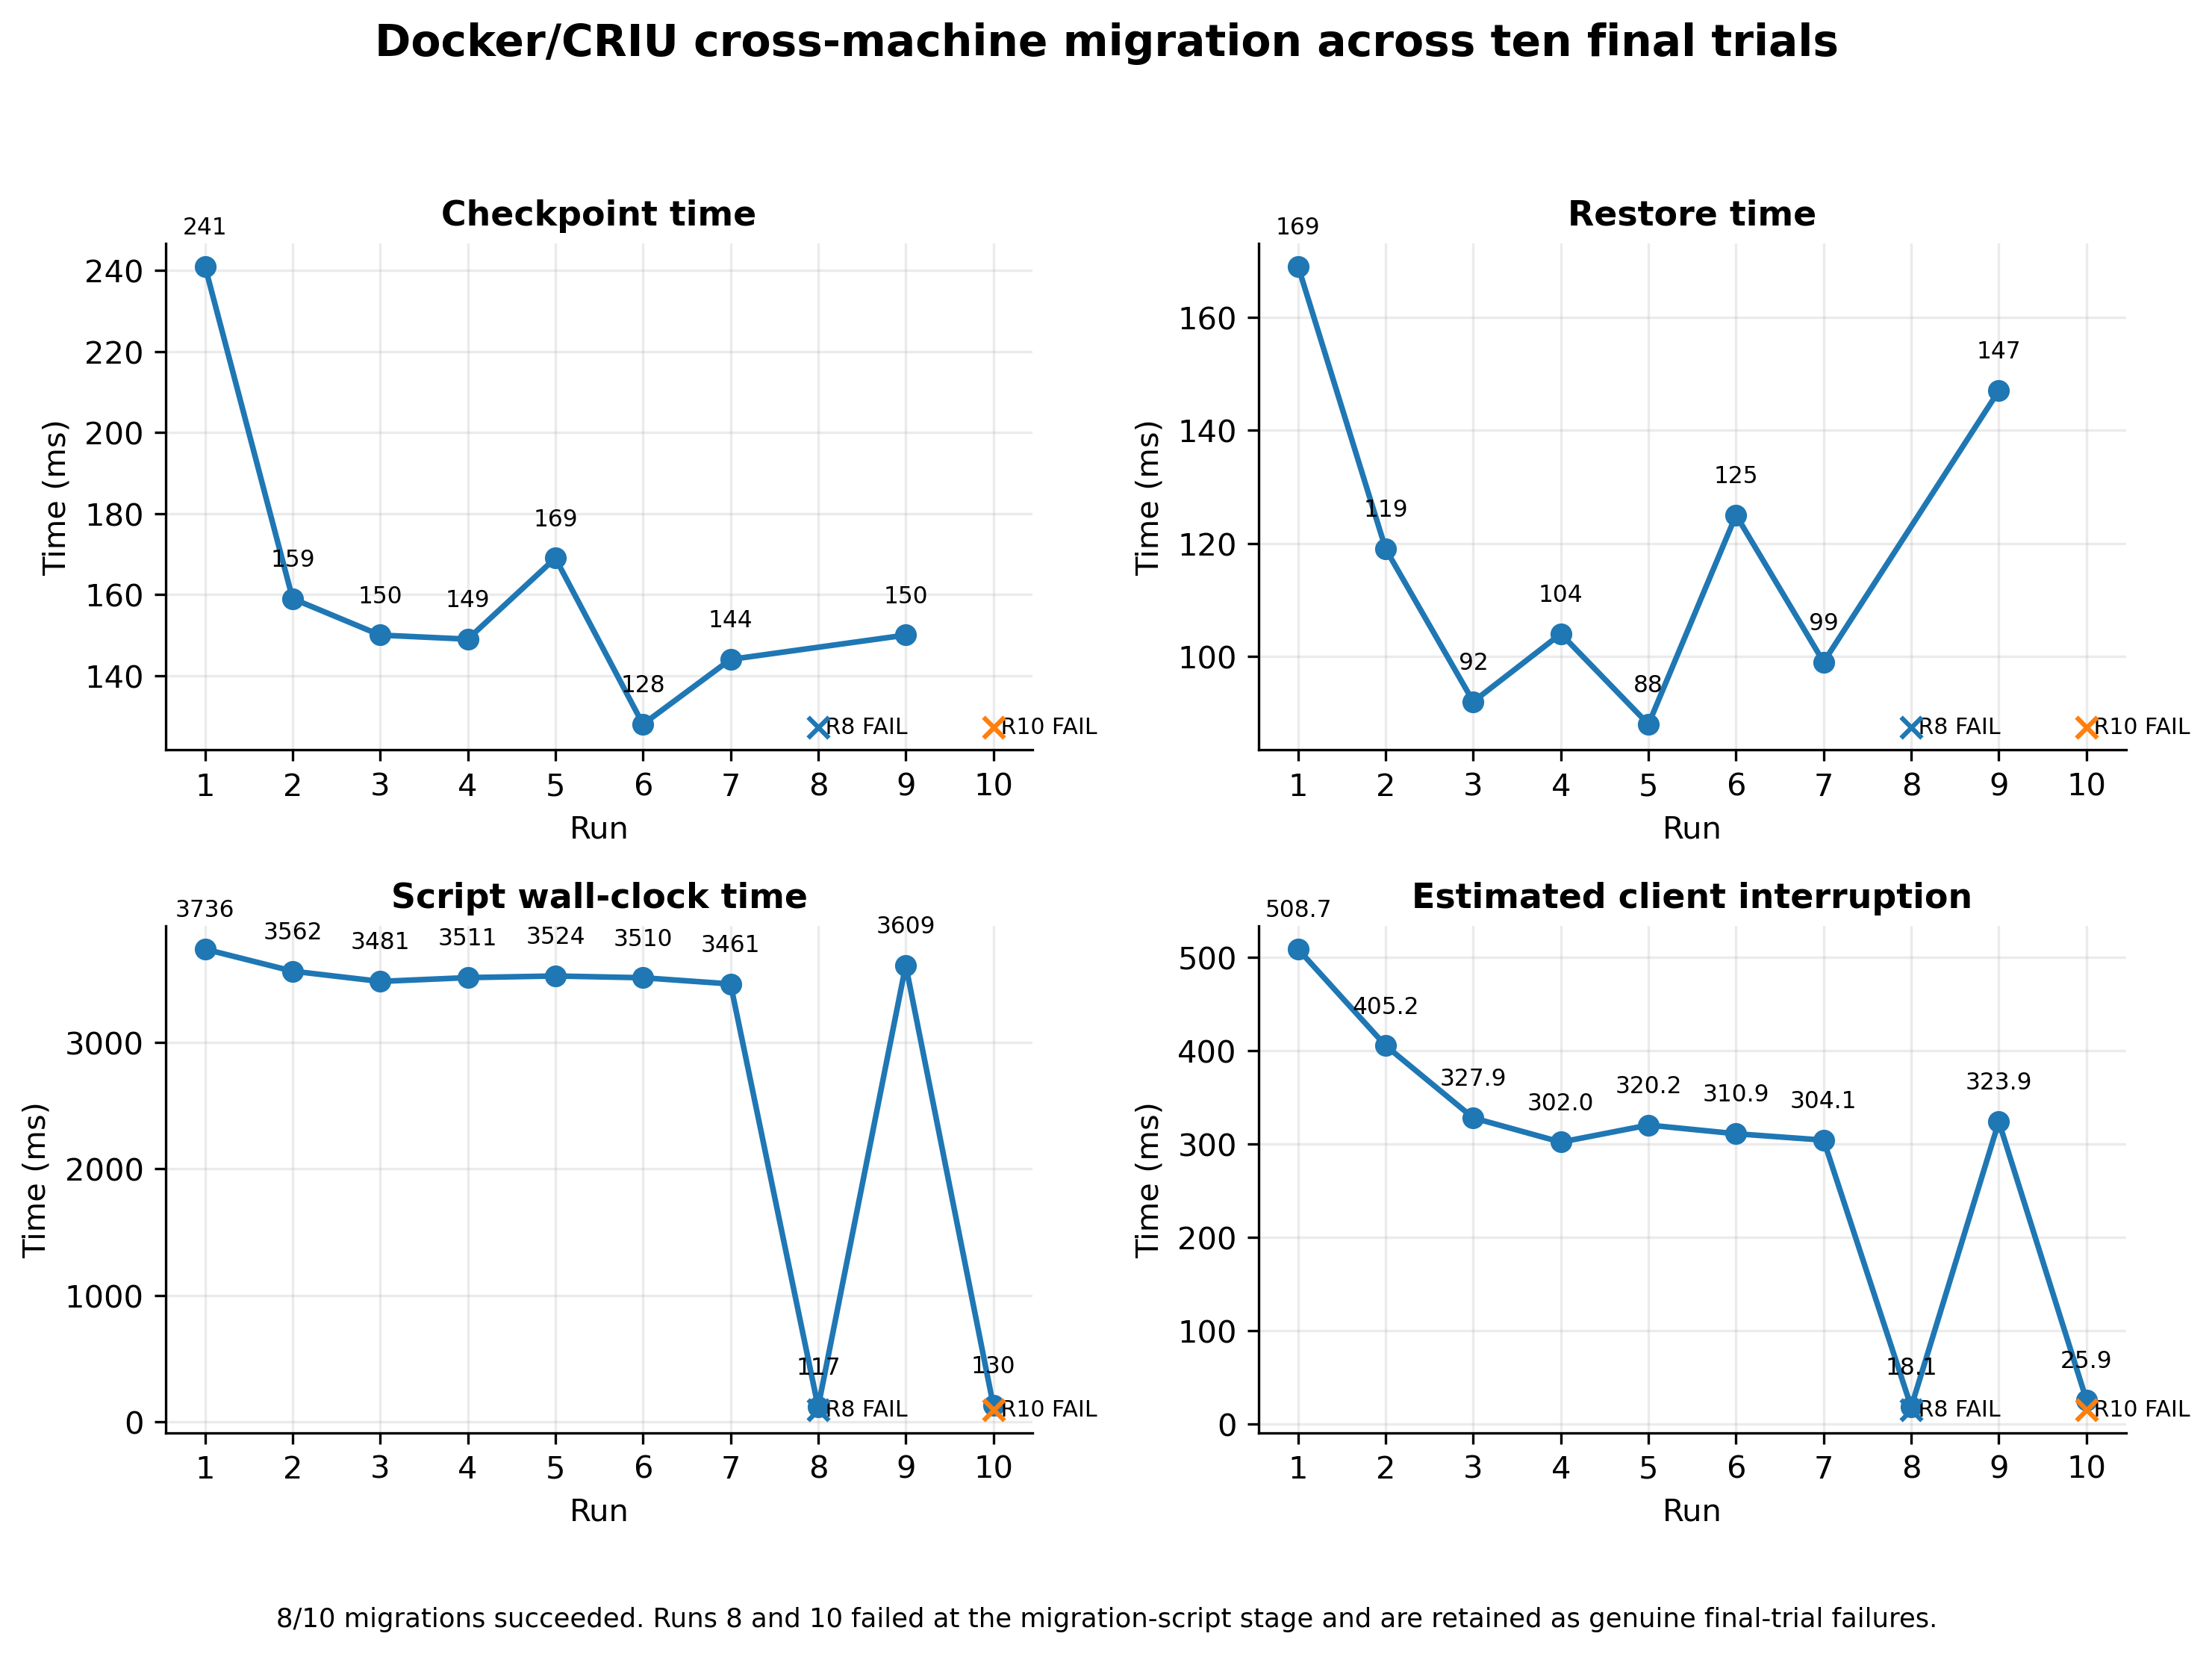 Docker/CRIU cross-machine migration across ten final trials
Checkpoint time
241
159
150
149
169
128
144
150
R8 FAIL
R10 FAIL
240
220
200
180
160
140
Time (ms)
1 2 3 4 5 6 7 8 9 10
Run
Restore time
169
119
92
104
88
125
99
147
R8 FAIL
R10 FAIL
160
140
120
100
Time (ms)
1 2 3 4 5 6 7 8 9 10
Run
Script wall-clock time
3736
3562
3481
3511
3524
3510
3461
117
3609
130
R8 FAIL
R10 FAIL
3000
2000
1000
0
Time (ms)
1 2 3 4 5 6 7 8 9 10
Run
Estimated client interruption
508.7
405.2
327.9
302.0
320.2
310.9
304.1
18.1
323.9
25.9
R8 FAIL
R10 FAIL
500
400
300
200
100
0
Time (ms)
1 2 3 4 5 6 7 8 9 10
Run
8/10 migrations succeeded. Runs 8 and 10 failed at the migration-script stage and are retained as genuine final-trial failures.